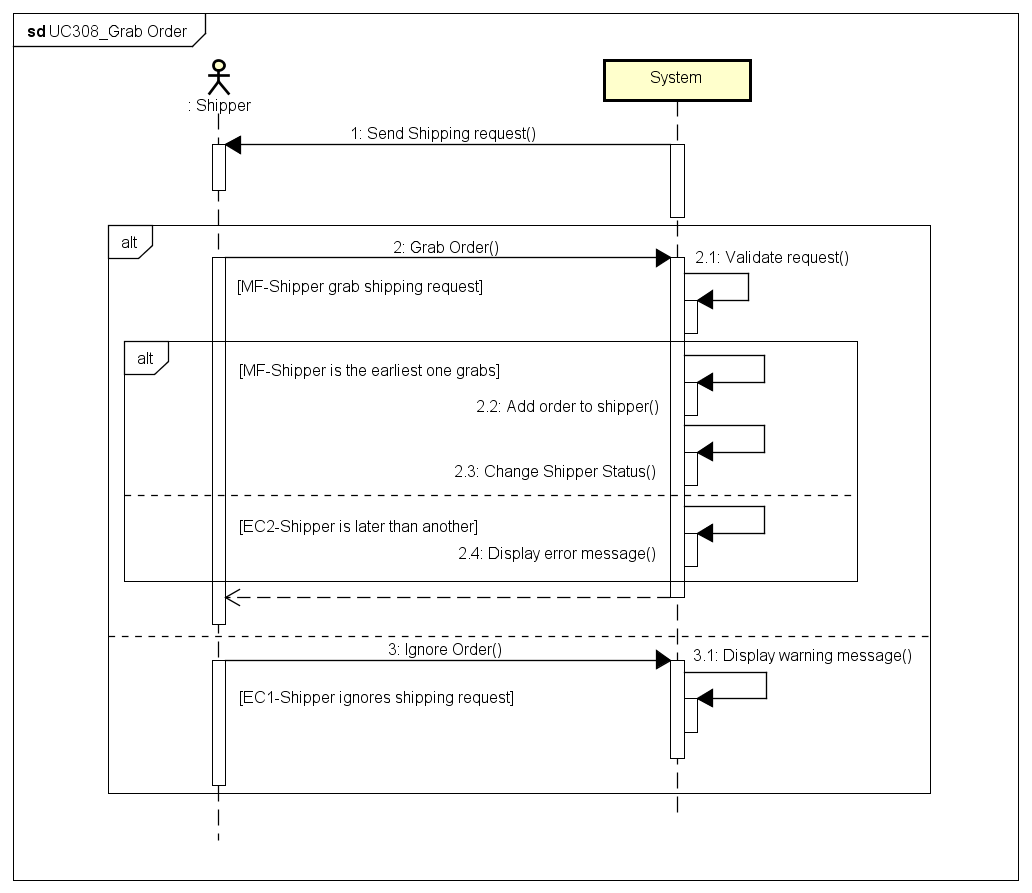 sd UC308_Grab Order
: Shipper
System
1: Send Shipping request()
alt
2: Grab Order()
2.1: Validate request()
[MF-Shipper grab shipping request]
alt
[MF-Shipper is the earliest one grabs]
2.2: Add order to shipper()
2.3: Change Shipper Status()
[EC2-Shipper is later than another]
2.4: Display error message()
3: Ignore Order()
3.1: Display warning message()
[EC1-Shipper ignores shipping request]